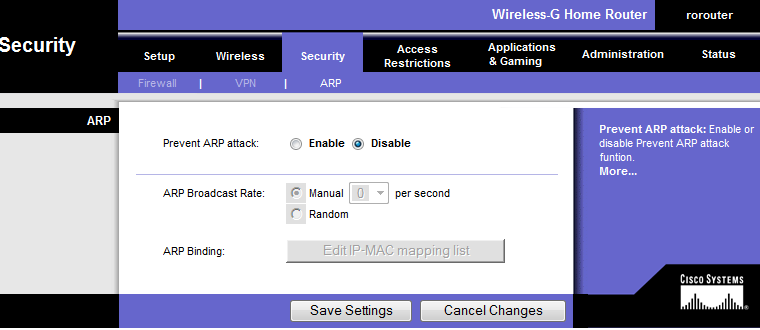 Wireless-G Home Router rorouter
Security
Setup Wireless Security Access Restrictions Applications & Gaming Administration Status
Firewall | VPN | ARP
ARP
Prevent ARP attack: Enable Disable
ARP Broadcast Rate: Manual 0 per second
Random
ARP Binding: Edit IP-MAC mapping list
Prevent ARP attack: Enable or
disable Prevent ARP attack
funtion.
More...
CISCO SYSTEMS
Save Settings Cancel Changes